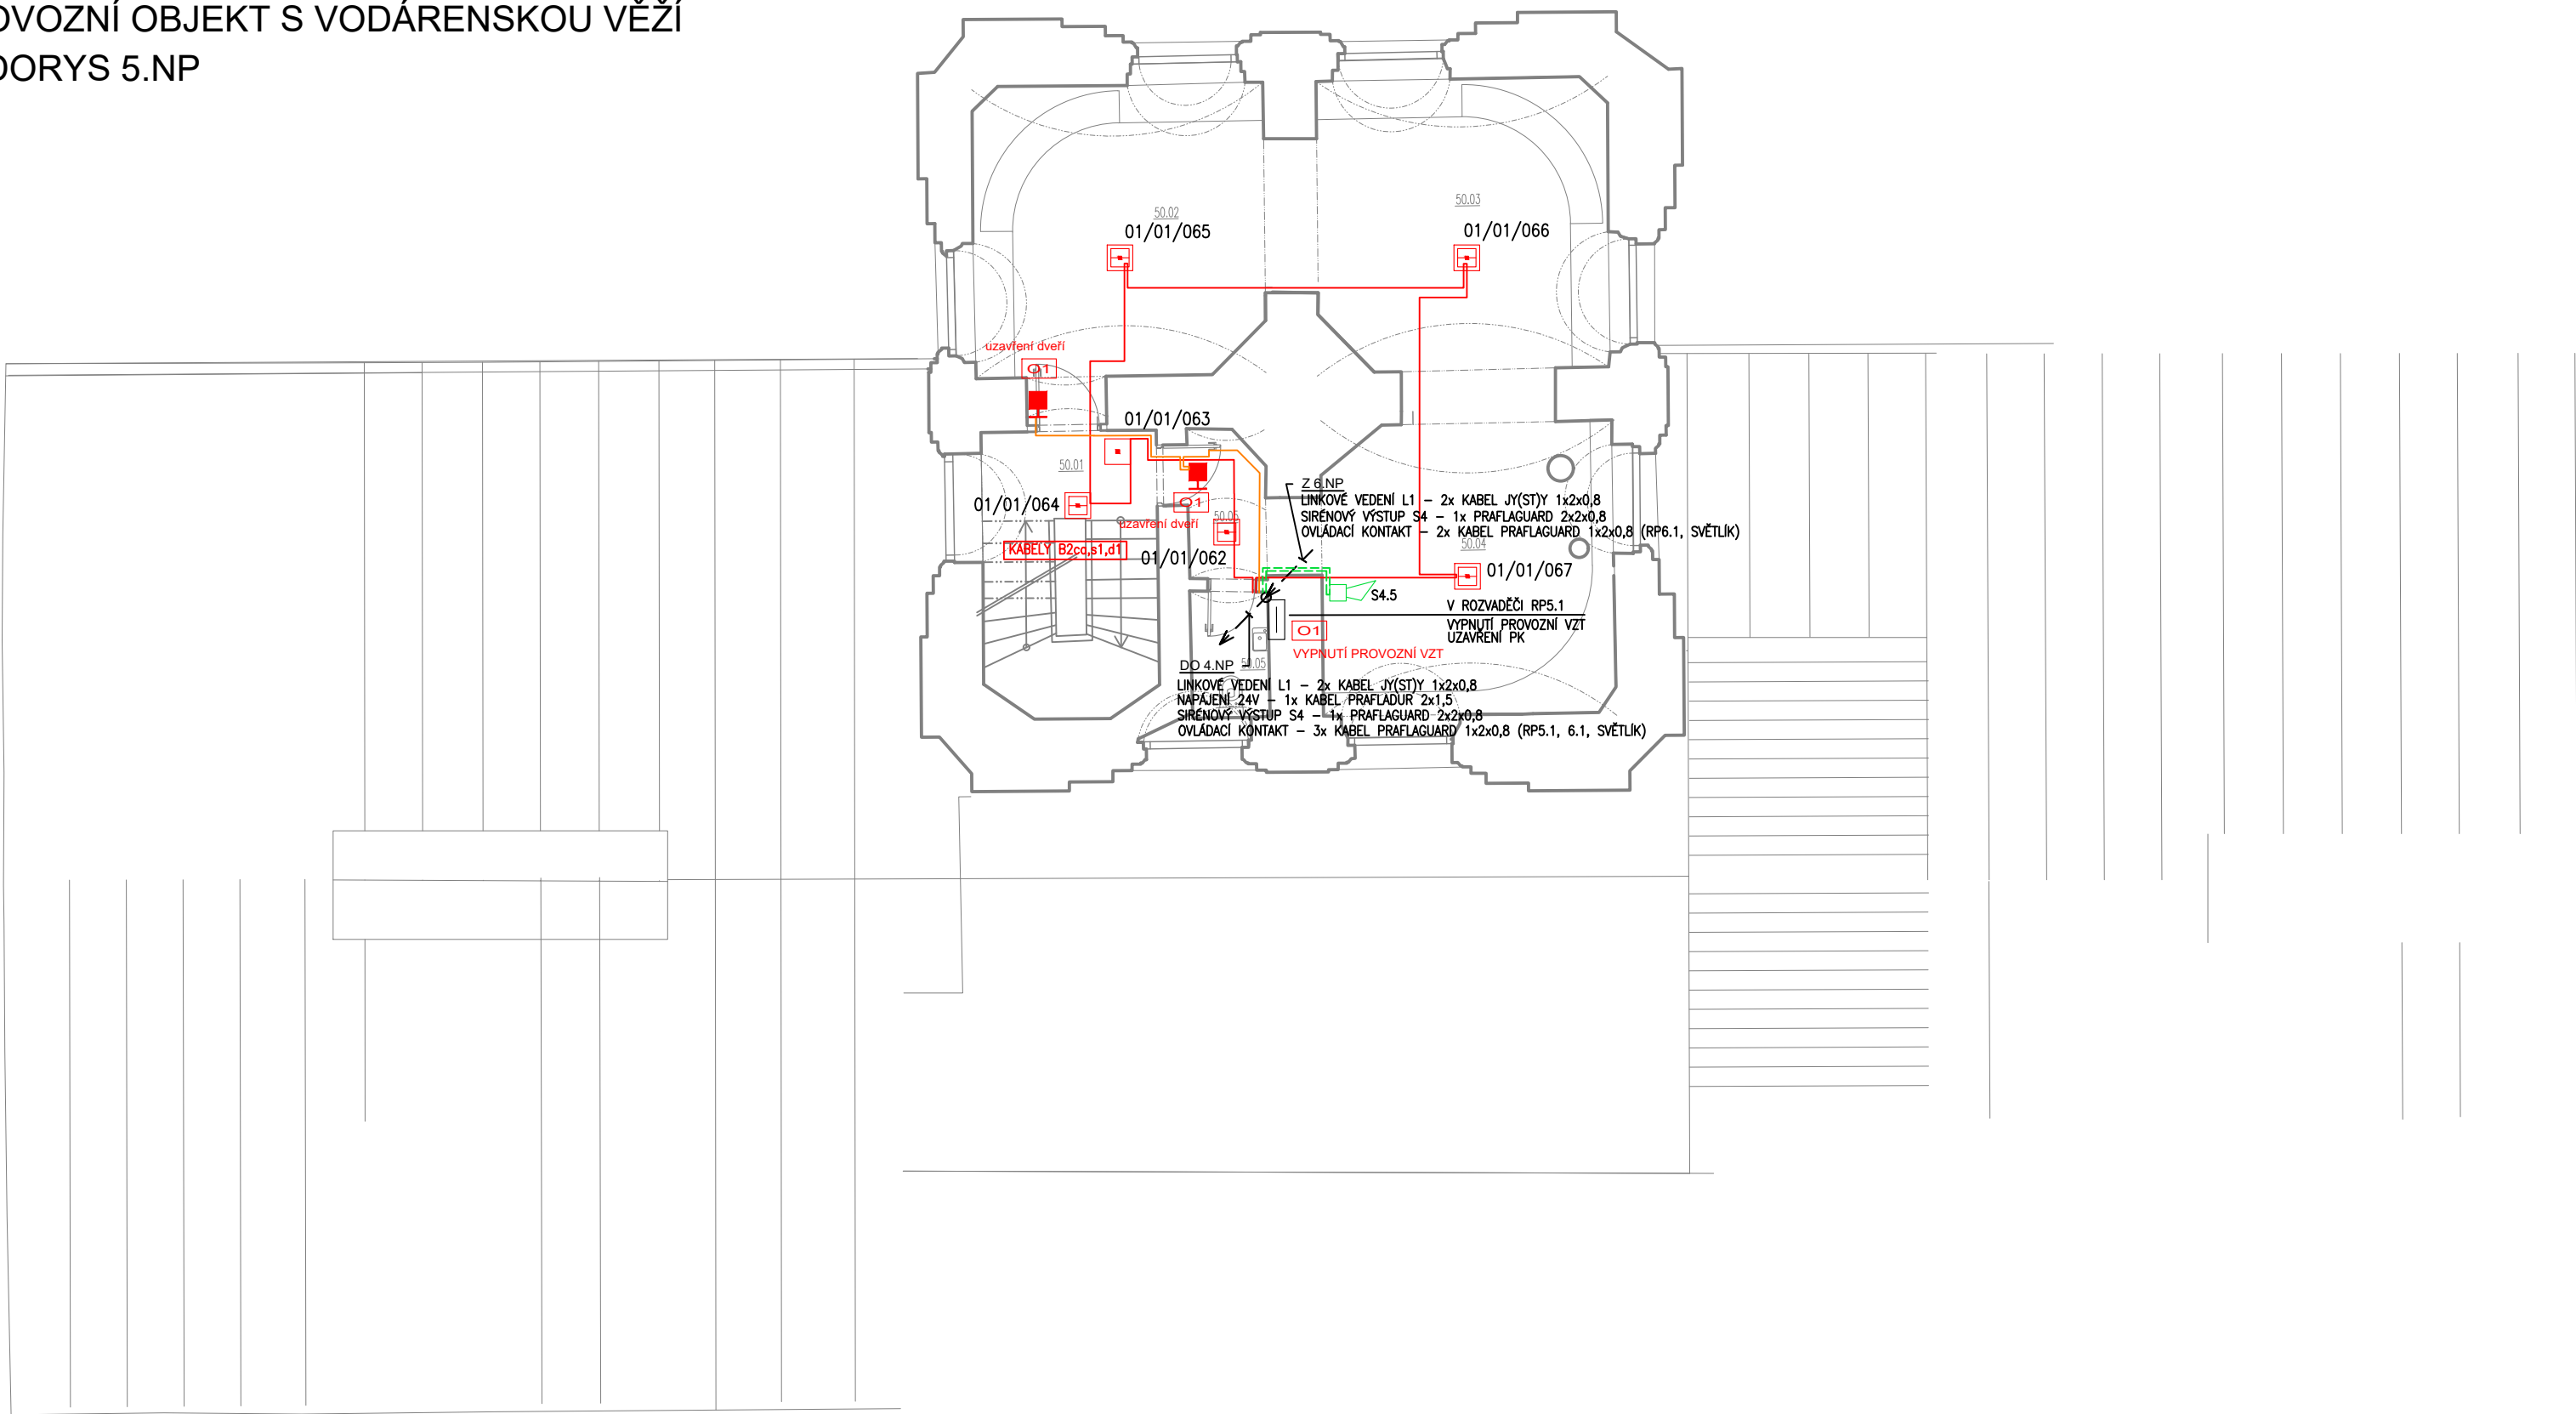 OVOZNÍ OBJEKT S VODÁRENSKOU VĚŽÍ
DORYS 5.NP
50.02
01/01/065
50.03
01/01/066
uzavření dveří
O1
01/01/063
50.01
01/01/064
O1
uzavření dveří
KABELY B2ca,s1,d1
01/01/062
Z 6.NP
LINKOVÉ VEDENÍ L1 – 2x KABEL JY(ST)Y 1x2x0,8
SIRÉNOVÝ VÝSTUP S4 – 1x PRAFLAGUARD 2x2x0,8
OVLÁDACÍ KONTAKT – 2x KABEL PRAFLAGUARD 1x2x0,8 (RP6.1, SVĚTLÍK)
50.04
01/01/067
S4.5
V ROZVADĚČI RP5.1
VYPNUTÍ PROVOZNÍ VZT
UZAVŘENÍ PK
O1
VYPNUTÍ PROVOZNÍ VZT
DO 4.NP
50.05
LINKOVÉ VEDENÍ L1 – 2x KABEL JY(ST)Y 1x2x0,8
NAPÁJENÍ 24V – 1x KABEL PRAFLADUR 2x1,5
SIRÉNOVÝ VÝSTUP S4 – 1x PRAFLAGUARD 2x2x0,8
OVLÁDACÍ KONTAKT – 3x KABEL PRAFLAGUARD 1x2x0,8 (RP5.1, 6.1, SVĚTLÍK)